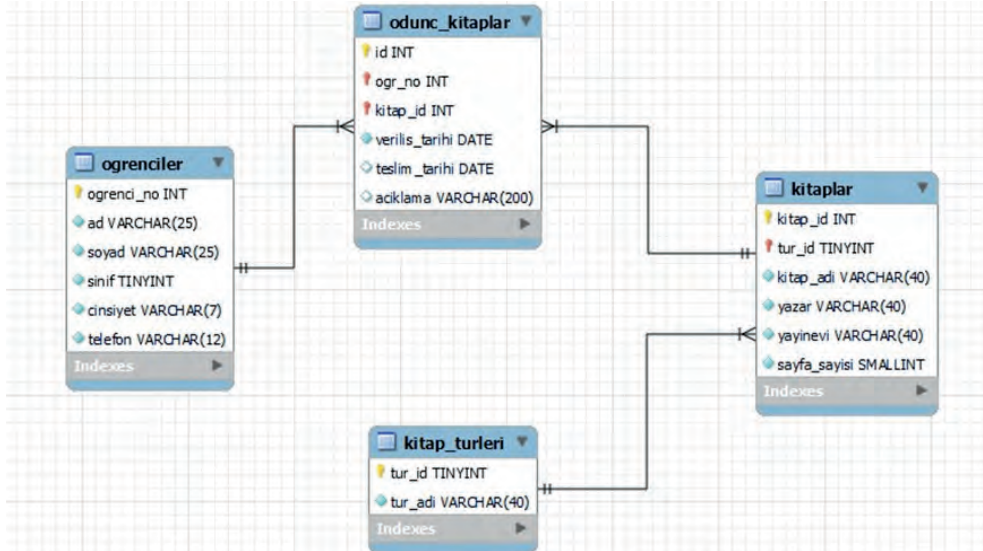 odunc_kitaplar
id INT
ogr_no INT
kitap_id INT
verilis_tarihi DATE
teslim_tarihi DATE
aciklama VARCHAR(200)
Indexes
ogrenciler
ogrenci_no INT
ad VARCHAR(25)
soyad VARCHAR(25)
sinif TINYINT
cinsiyet VARCHAR(7)
telefon VARCHAR(12)
Indexes
kitaplar
kitap_id INT
tur_id TINYINT
kitap_adi VARCHAR(40)
yazar VARCHAR(40)
yayinevi VARCHAR(40)
sayfa_sayisi SMALLINT
Indexes
kitap_turleri
tur_id TINYINT
tur_adi VARCHAR(40)
Indexes